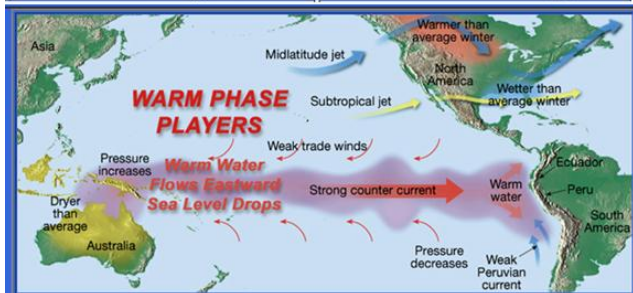 Asia
Warmer than
average winter
Midlatitude jet
North
America
Wetter than
average winter
WARM PHASE
PLAYERS
Subtropical jet
Weak trade winds
Pressure
increases
Warm Water
Flows Eastward
Sea Level Drops
Strong counter current
Warm
water
Ecuador
Peru
Dryer
than
average
Australia
South
America
Pressure
decreases
Weak
Peruvian
current